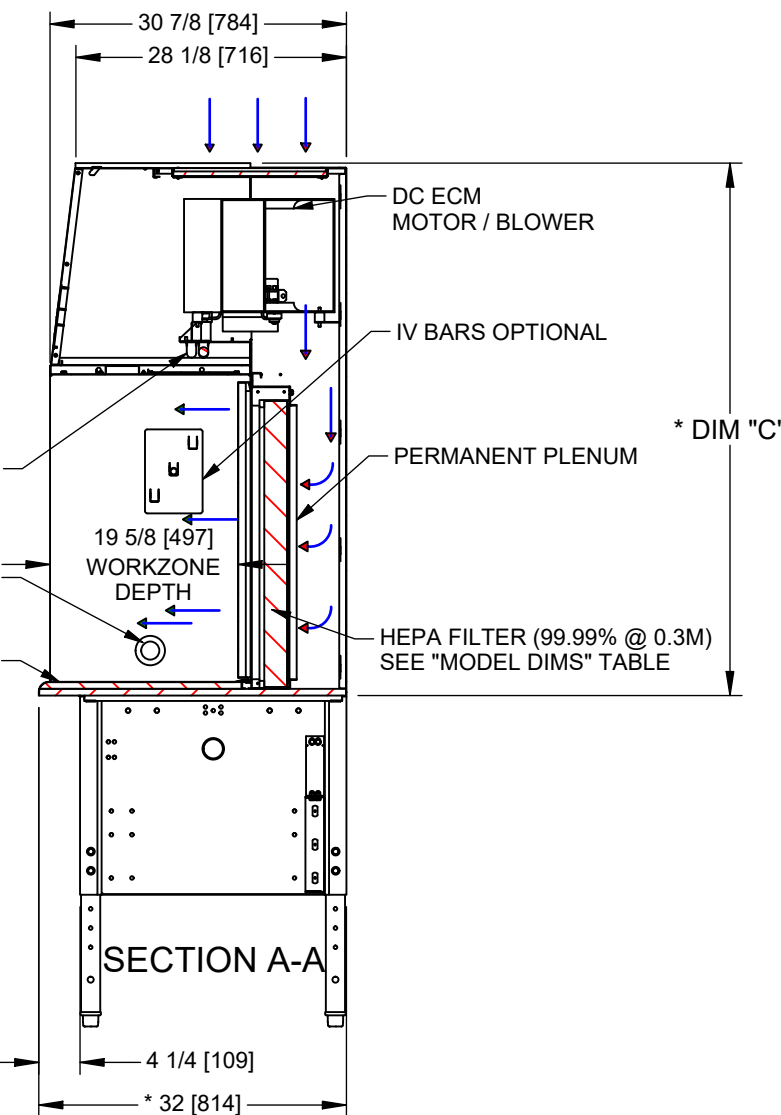 30 7/8 [784]
28 1/8 [716]
DC ECM
MOTOR / BLOWER
IV BARS OPTIONAL
* DIM "C"
PERMANENT PLENUM
19 5/8 [497]
WORKZONE
DEPTH
HEPA FILTER (99.99% @ 0.3M)
SEE "MODEL DIMS" TABLE
SECTION A-A
4 1/4 [109]
* 32 [814]